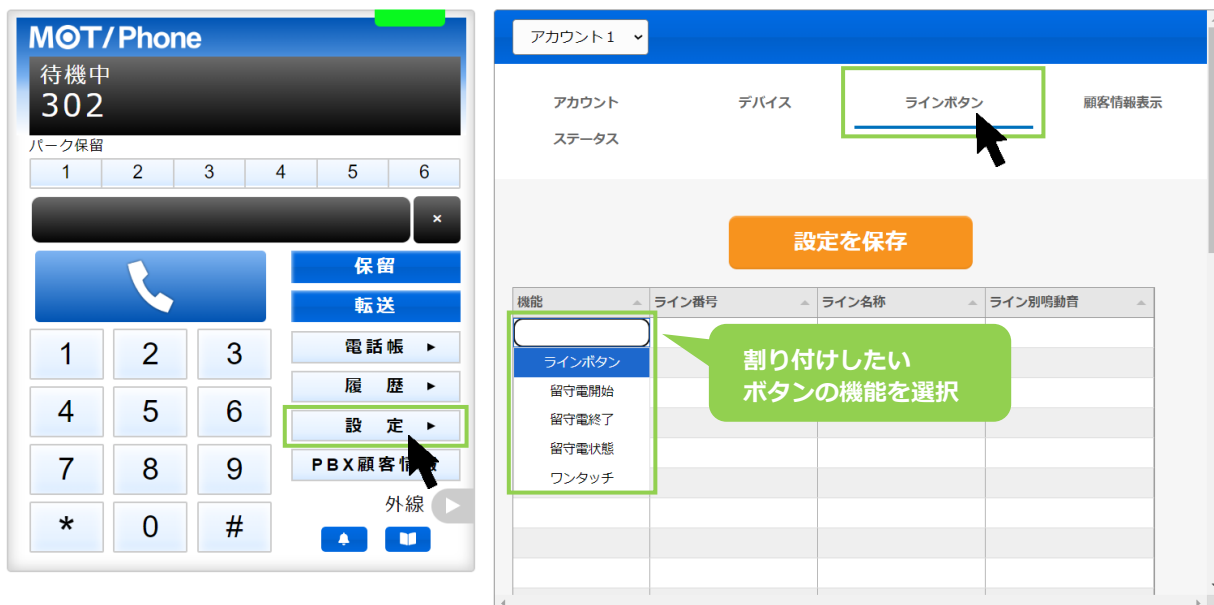 MOT/Phone
待機中
302
パーク保留
1 2 3 4 5 6
×
保留
転送
1 2 3
電話帳 ▶
履 歴 ▶
4 5 6
設 定 ▶
7 8 9
PBX顧客情
外線
* 0 #
アカウント1
アカウント デバイス ラインボタン 顧客情報表示
ステータス
設定を保存
機能 ライン番号 ライン名称 ライン別鳴動音
ラインボタン
留守電開始
留守電終了
留守電状態
ワンタッチ
割り付けしたい
ボタンの機能を選択